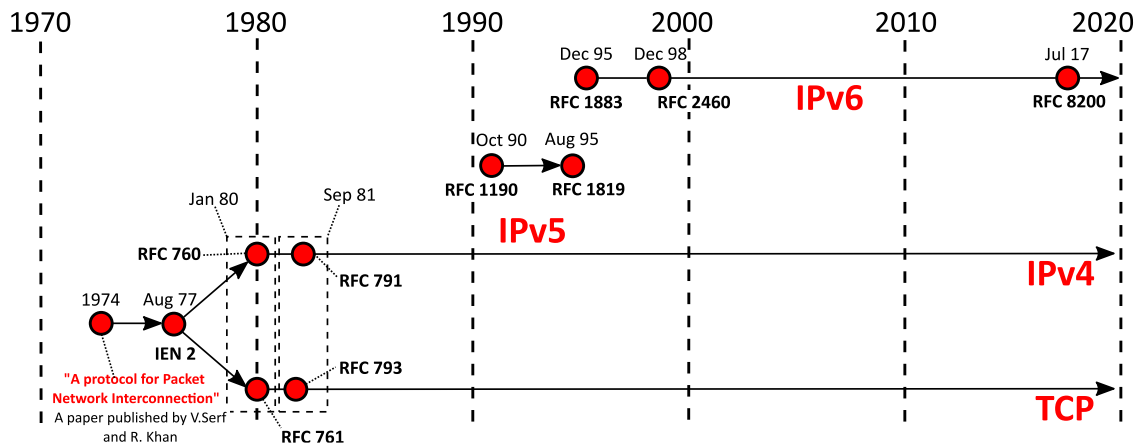 1970 1980 1990 2000 2010 2020
Dec 95 Dec 98 Jul 17
RFC 1883 RFC 2460 IPv6 RFC 8200
Oct 90 Aug 95
RFC 1190 RFC 1819
Jan 80 Sep 81
IPv5
RFC 760
RFC 791 IPv4
1974 Aug 77
IEN 2
RFC 793
"A protocol for Packet
Network Interconnection"
A paper published by V.Serf
and R. Khan
RFC 761 TCP